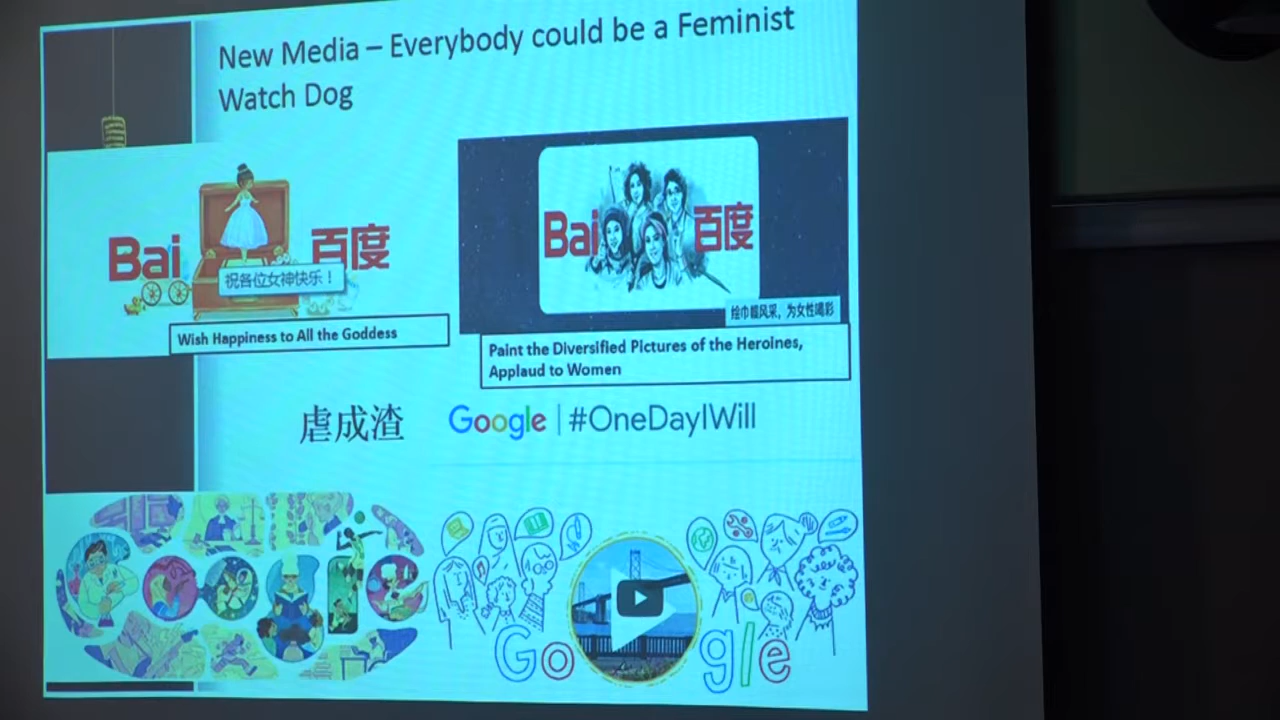 New Media – Everybody could be a Feminist
Watch Dog
Bai 百度
祝各位女神快乐！
Wish Happiness to All the Goddess
Bai 百度
绘巾帼风采，为女性喝彩
Paint the Diversified Pictures of the Heroines,
Applaud to Women
虐成渣
Google | #OneDayIWill
Google
Go gle